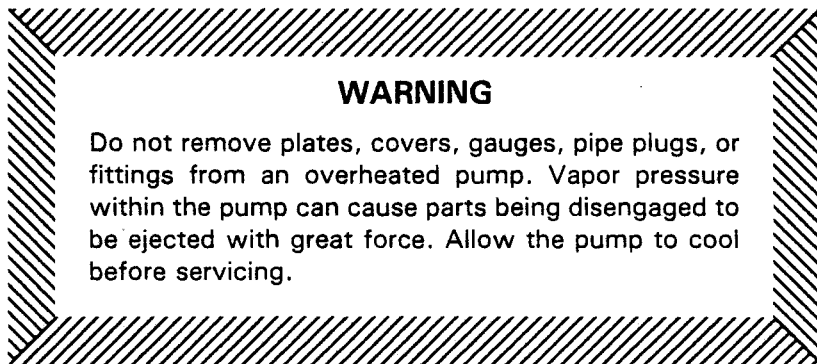 WARNING
Do not remove plates, covers, gauges, pipe plugs, or
fittings from an overheated pump. Vapor pressure
within the pump can cause parts being disengaged to
be ejected with great force. Allow the pump to cool
before servicing.